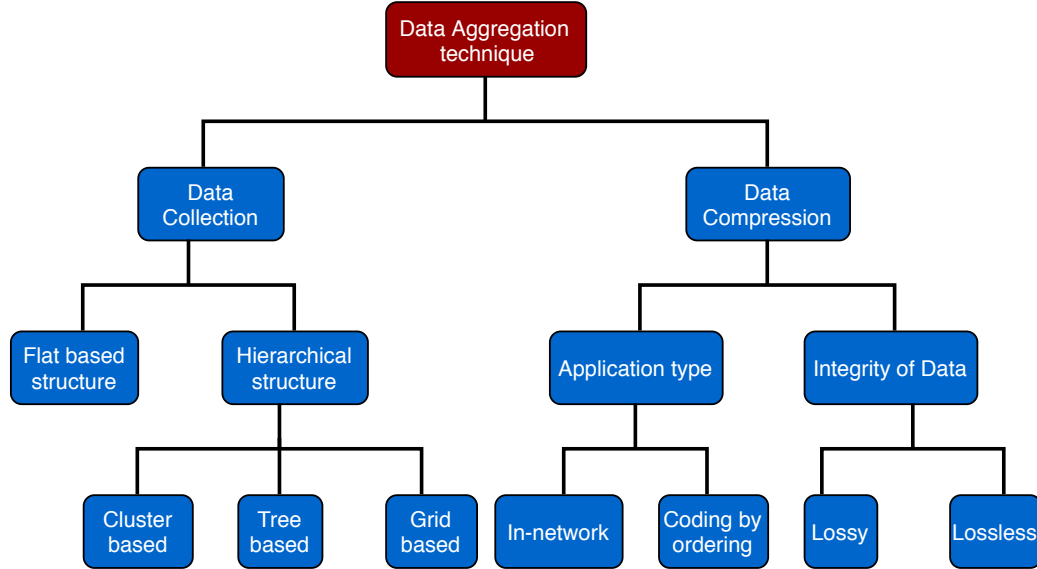 Data Aggregation
technique
Data
Collection
Data
Compression
Flat based
structure
Hierarchical
structure
Application type
Integrity of Data
Cluster
based
Tree
based
Grid
based
In-network
Coding by
ordering
Lossy
Lossless